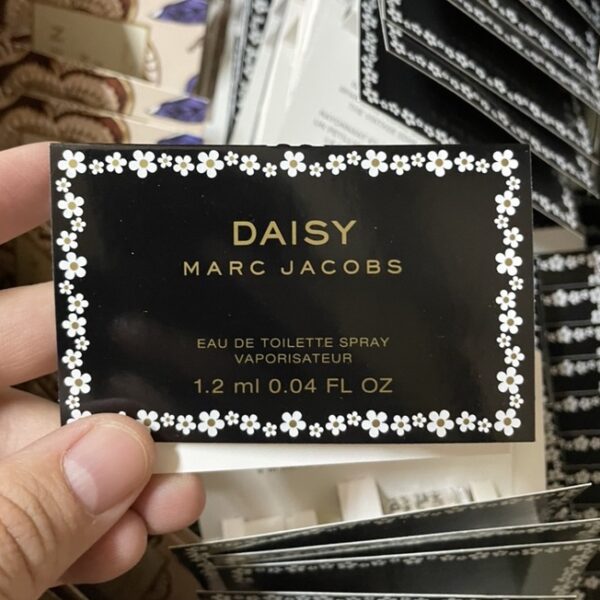 DAISY
MARC JACOBS
EAU DE TOILETTE SPRAY
VAPORISATEUR
1.2 ml 0.04 FL OZ